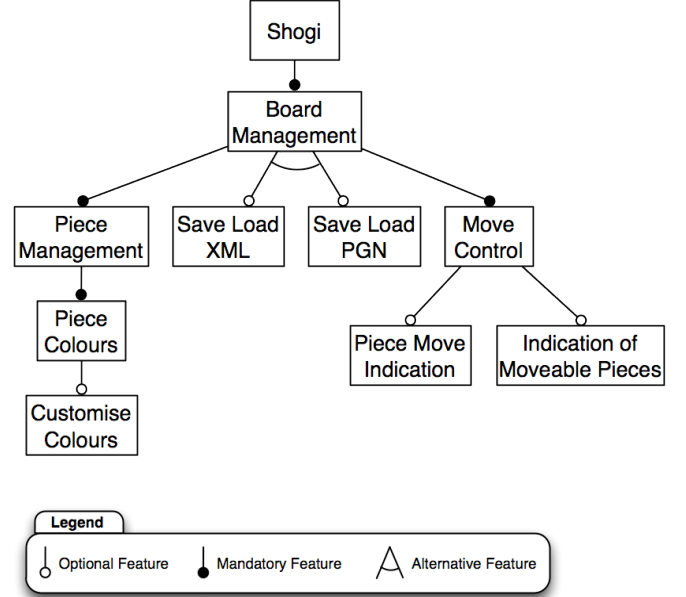 Shogi
Board
Management
Piece
Management
Save Load
XML
Save Load
PGN
Move
Control
Piece
Colours
Piece Move
Indication
Indication of
Moveable Pieces
Customise
Colours
Legend
Optional Feature
Mandatory Feature
Alternative Feature